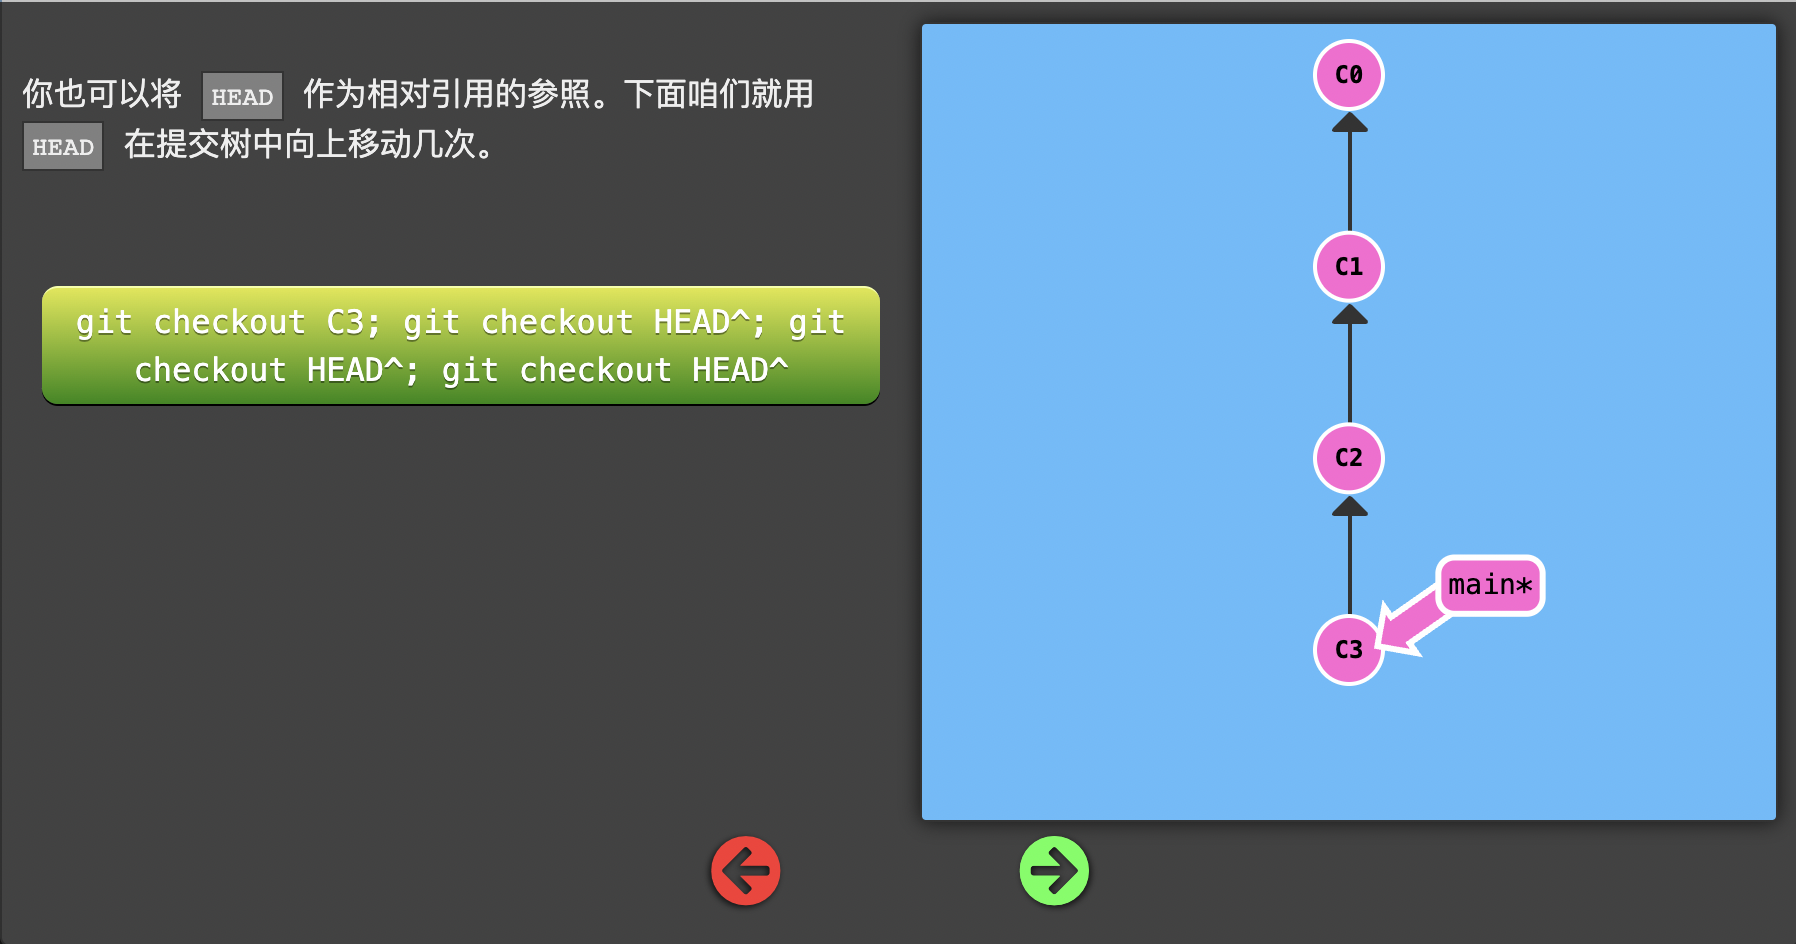 你也可以将 HEAD 作为相对引用的参照。下面咱们就用
HEAD 在提交树中向上移动几次。
git checkout C3; git checkout HEAD^; git
checkout HEAD^; git checkout HEAD^
C0
C1
C2
main*
C3